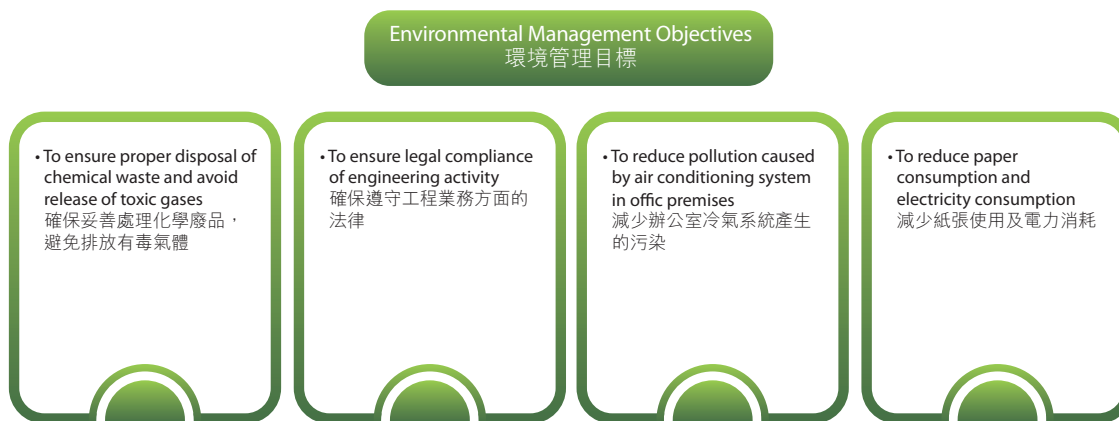 Environmental Management Objectives
環境管理目標
• To ensure proper disposal of
chemical waste and avoid
release of toxic gases
確保妥善處理化學廢品，
避免排放有毒氣體
• To ensure legal compliance
of engineering activity
確保遵守工程業務方面的
法律
• To reduce pollution caused
by air conditioning system
in offic premises
減少辦公室冷氣系統產生
的污染
• To reduce paper
consumption and
electricity consumption
減少紙張使用及電力消耗